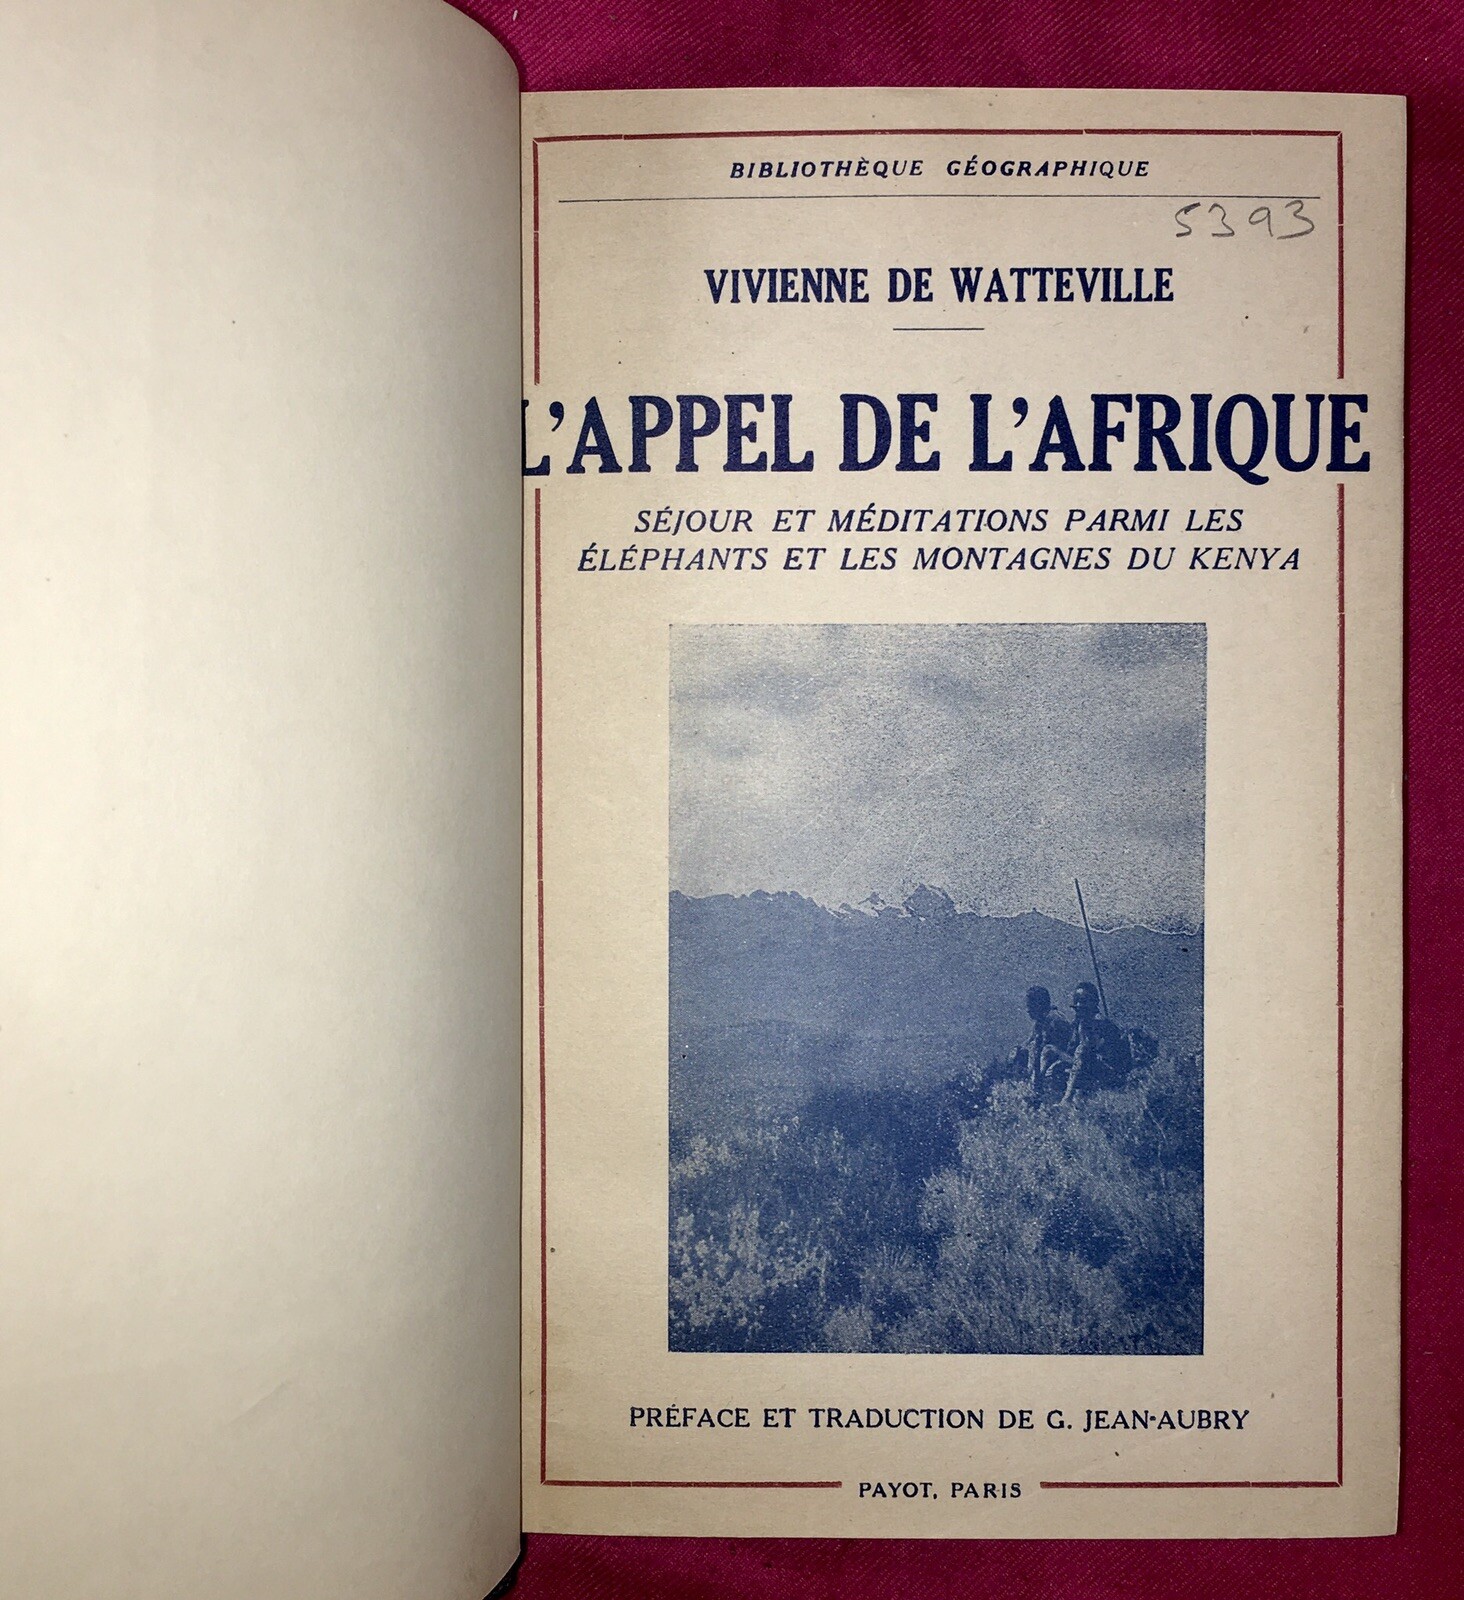 BIBLIOTHÈQUE GÉOGRAPHIQUE
5393
VIVIENNE DE WATTEVILLE
L'APPEL DE L'AFRIQUE
SÉJOUR ET MÉDITATIONS PARMI LES
ÉLÉPHANTS ET LES MONTAGNES DU KENYA
PRÉFACE ET TRADUCTION DE G. JEAN-AUBRY
PAYOT, PARIS